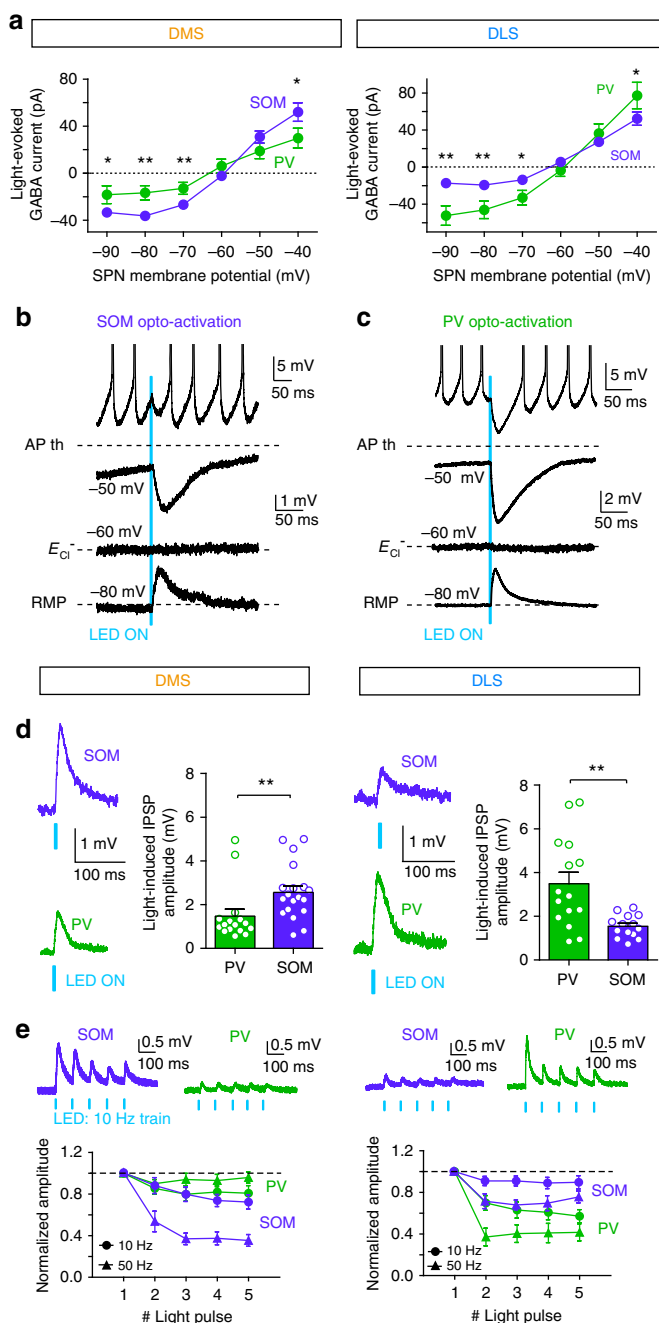 a
DMS
DLS
Light-evoked
GABA current (pA)
80
40
0
–40
SOM
PV
*
**
**
*
–90
–80
–70
–60
–50
–40
SPN membrane potential (mV)
Light-evoked
GABA current (pA)
80
40
0
–40
PV
SOM
**
**
*
*
–90
–80
–70
–60
–50
–40
SPN membrane potential (mV)
b
SOM opto-activation
5 mV
50 ms
AP th
–50 mV
1 mV
50 ms
–60 mV
ECl-
–80 mV
RMP
LED ON
c
PV opto-activation
5 mV
50 ms
AP th
–50 mV
2 mV
50 ms
–60 mV
ECl-
–80 mV
RMP
LED ON
DMS
DLS
d
SOM
1 mV
100 ms
PV
LED ON
Light-induced IPSP
amplitude (mV)
6
4
2
0
**
PV
SOM
SOM
1 mV
100 ms
PV
LED ON
Light-induced IPSP
amplitude (mV)
8
6
4
2
0
**
PV
SOM
e
SOM
0.5 mV
100 ms
PV
0.5 mV
100 ms
LED: 10 Hz train
SOM
0.5 mV
100 ms
PV
0.5 mV
100 ms
Normalized amplitude
1.2
0.8
0.4
0.0
PV
SOM
10 Hz
50 Hz
1
2
3
4
5
# Light pulse
Normalized amplitude
1.2
0.8
0.4
0.0
SOM
PV
10 Hz
50 Hz
1
2
3
4
5
# Light pulse